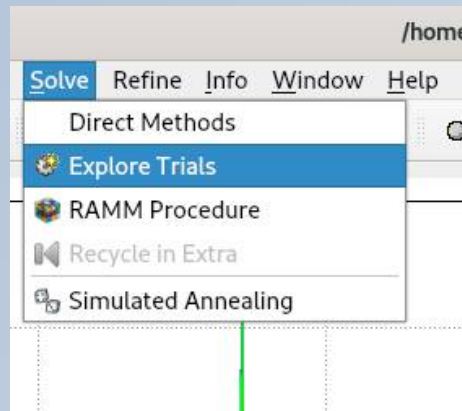 /home
Solve Refine Info Window Help
Direct Methods
Explore Trials
RAMM Procedure
Recycle in Extra
Simulated Annealing